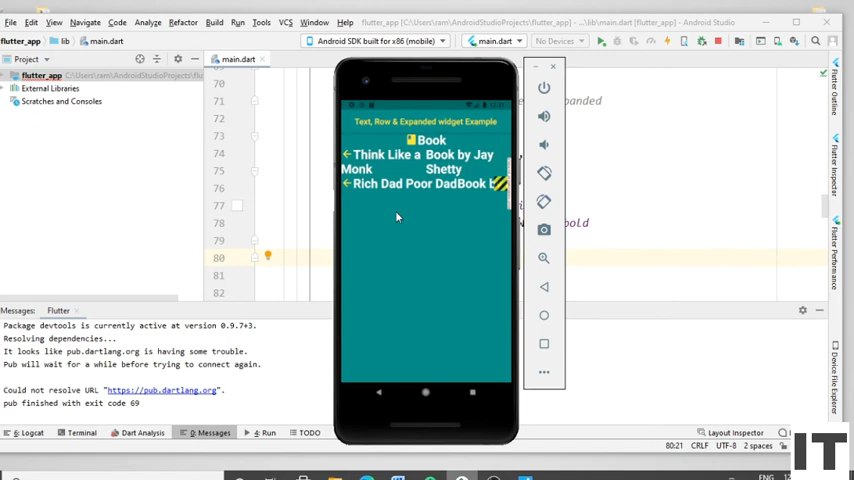 File Edit View Navigate Code Analyze Refactor Build Run Tools VCS Window Help flutter_app [C:\Users\ram\AndroidStudioProjects\flutter_app] - ...\lib\main.dart [flutter_app] - Android Studio
flutter_app lib main.dart Android SDK built for x86 (mobile) main.dart No Devices
Project main.dart
flutter_app C:\Users\ram\AndroidStudioProjects\flu
External Libraries
Scratches and Consoles
70
71
72
73
74
75
76
77
78
79
80
81
82
Text, Row & Expanded widget Example
Book
Think Like a Monk
Book by Jay Shetty
Rich Dad Poor DadBook b
Flutter Outline
Flutter Inspector
Flutter Performance
Device File Explorer
Messages: Flutter
Package devtools is currently active at version 0.9.7+3.
Resolving dependencies...
It looks like pub.dartlang.org is having some trouble.
Pub will wait for a while before trying to connect again.
Could not resolve URL "https://pub.dartlang.org".
pub finished with exit code 69
6: Logcat Terminal Dart Analysis 0: Messages 4: Run TODO Layout Inspector
80:21 CRLF UTF-8 2 spaces
ENG
IT